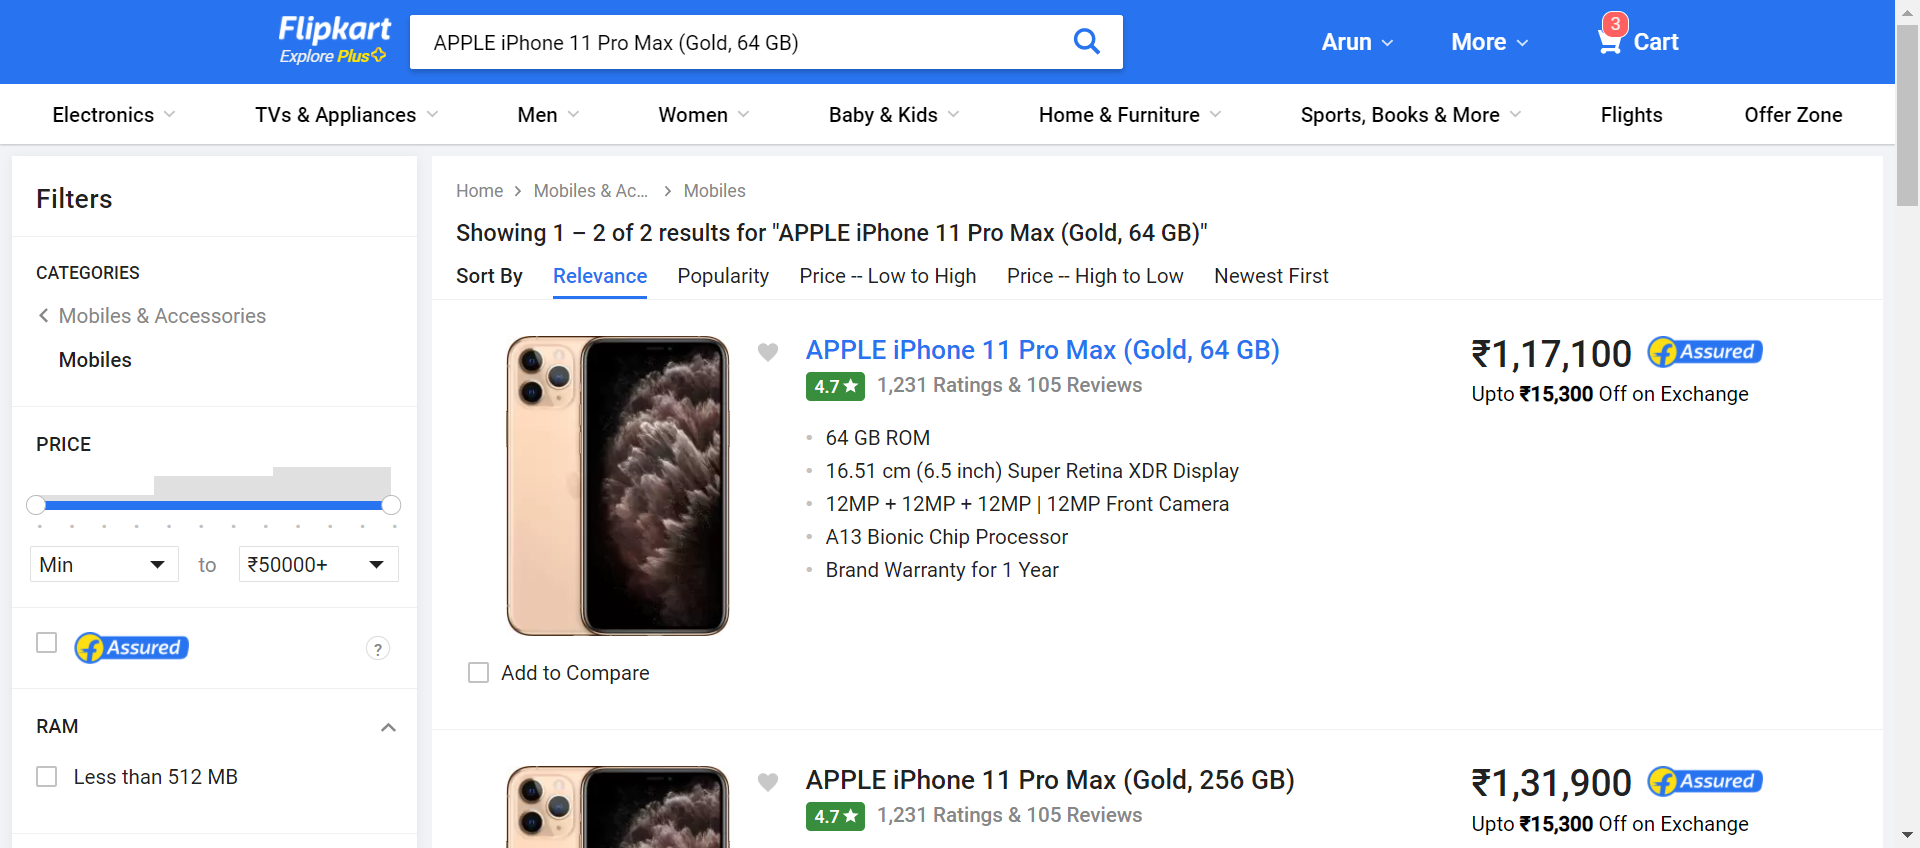 Flipkart
Explore Plus
APPLE iPhone 11 Pro Max (Gold, 64 GB)
Arun
More
3
Cart
Electronics
TVs & Appliances
Men
Women
Baby & Kids
Home & Furniture
Sports, Books & More
Flights
Offer Zone
Filters
CATEGORIES
Mobiles & Accessories
Mobiles
PRICE
Min
to
₹50000+
Assured
?
RAM
Less than 512 MB
Home
Mobiles & Ac...
Mobiles
Showing 1 – 2 of 2 results for "APPLE iPhone 11 Pro Max (Gold, 64 GB)"
Sort By
Relevance
Popularity
Price -- Low to High
Price -- High to Low
Newest First
APPLE iPhone 11 Pro Max (Gold, 64 GB)
4.7★
1,231 Ratings & 105 Reviews
64 GB ROM
16.51 cm (6.5 inch) Super Retina XDR Display
12MP + 12MP + 12MP | 12MP Front Camera
A13 Bionic Chip Processor
Brand Warranty for 1 Year
₹1,17,100
Assured
Upto ₹15,300 Off on Exchange
Add to Compare
APPLE iPhone 11 Pro Max (Gold, 256 GB)
4.7★
1,231 Ratings & 105 Reviews
₹1,31,900
Assured
Upto ₹15,300 Off on Exchange